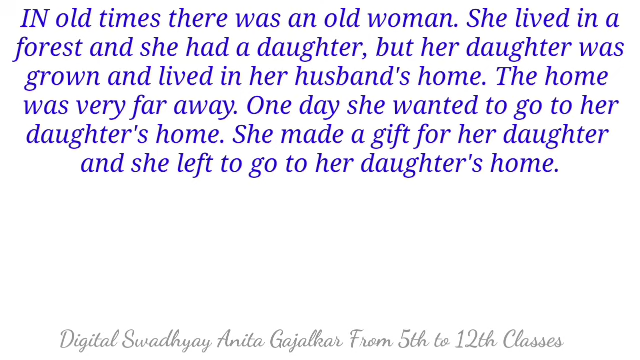 IN old times there was an old woman. She lived in a
forest and she had a daughter, but her daughter was
grown and lived in her husband's home. The home
was very far away. One day she wanted to go to her
daughter's home. She made a gift for her daughter
and she left to go to her daughter's home.
Digital Swadhyay Anita Gajalkar From 5th to 12th Classes